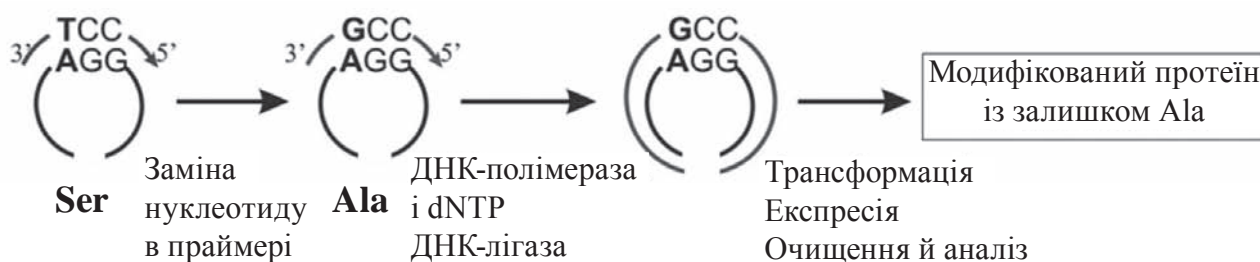 TCC
3’ 5’
AGG
GCC
3’ 5’
AGG
GCC
AGG
Модифікований протеїн
із залишком Ala
Ser
Заміна
нуклеотиду
в праймері
Ala
ДНК-полімераза
і dNTP
ДНК-лігаза
Трансформація
Експресія
Очищення й аналіз